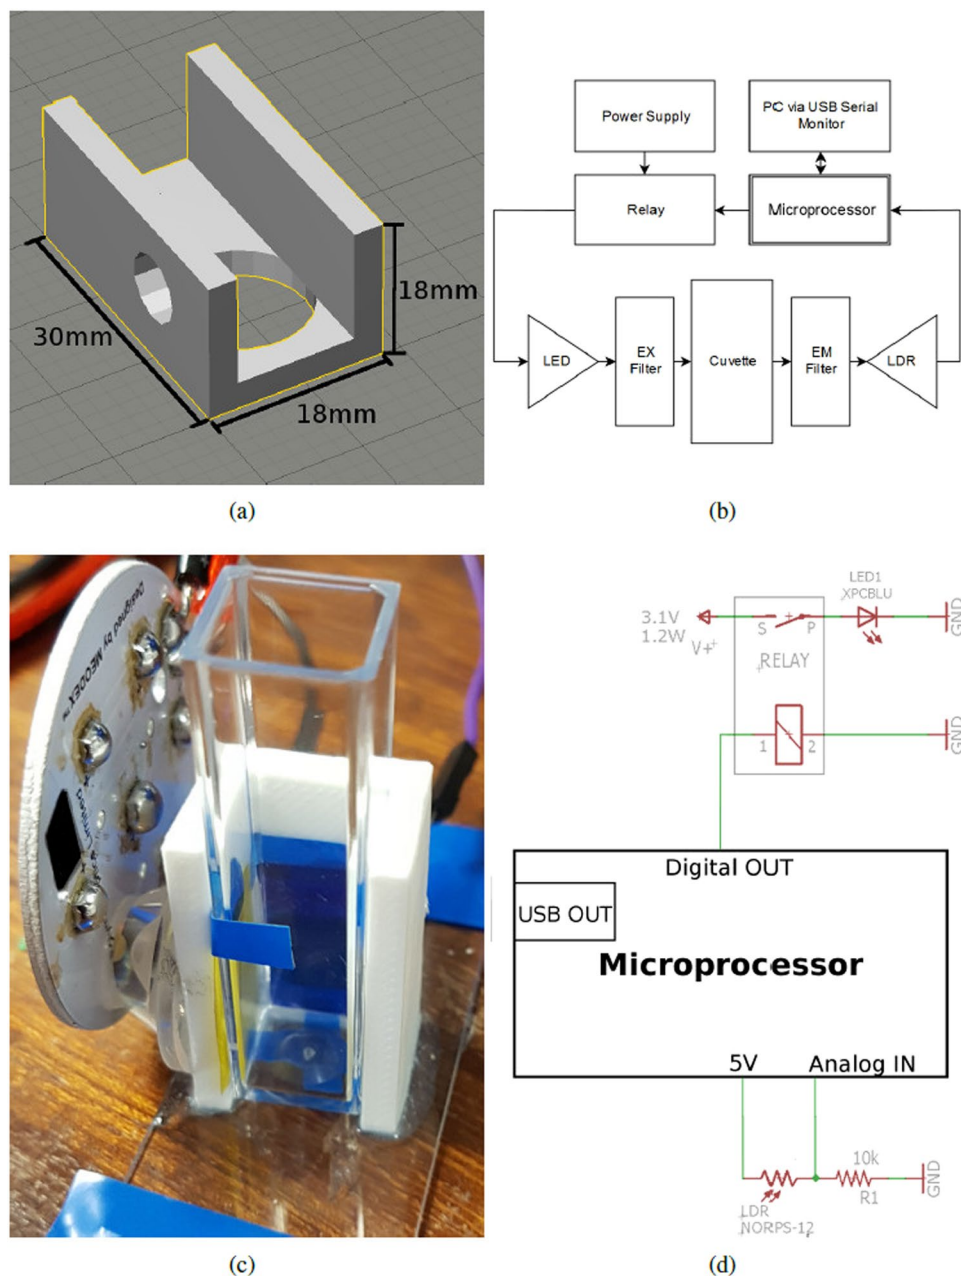 30mm
18mm
18mm
(a)
Power Supply
PC via USB Serial
Monitor
Relay
Microprocessor
LED
EX
Filter
Cuvette
EM
Filter
LDR
(b)
Designed by MEODEX™
Limited
(c)
LED1
XPCBLU
3.1V
1.2W
V+
S
P
GND
RELAY
1
2
GND
Digital OUT
USB OUT
Microprocessor
5V
Analog IN
10k
R1
GND
LDR
NORPS-12
(d)